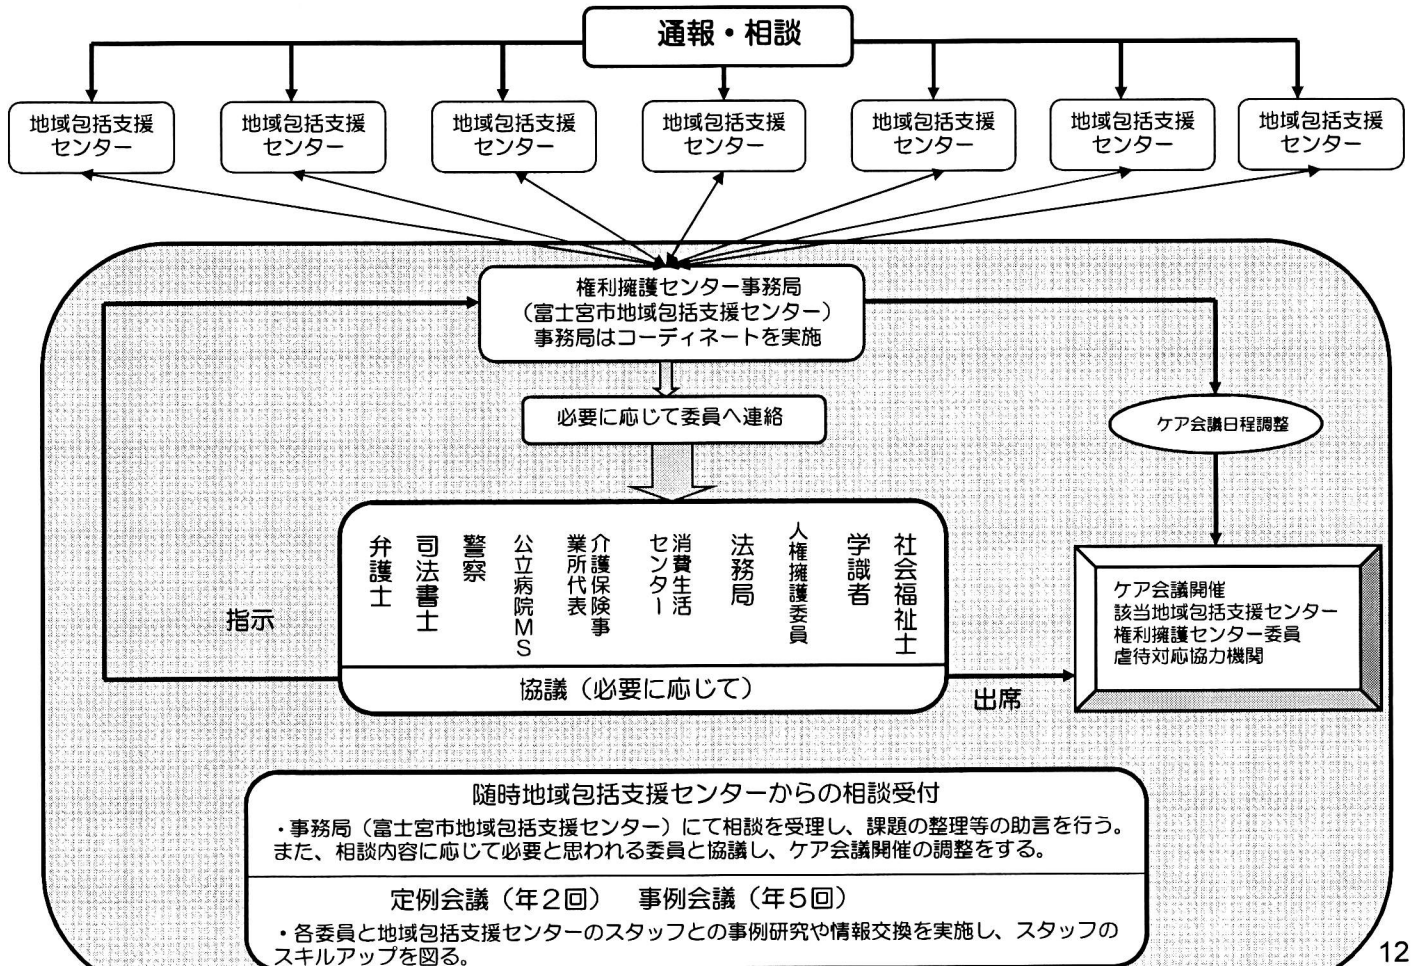 通報・相談
地域包括支援
センター
地域包括支援
センター
地域包括支援
センター
地域包括支援
センター
地域包括支援
センター
地域包括支援
センター
地域包括支援
センター
権利擁護センター事務局
(富士宮市地域包括支援センター)
事務局はコーディネートを実施
必要に応じて委員へ連絡
ケア会議日程調整
弁護士
司法書士
警察
公立病院MS
介護保険事
業所代表
消費生活
センター
法務局
人権擁護委員
学識者
社会福祉士
協議(必要に応じて)
指示
出席
ケア会議開催
該当地域包括支援センター
権利擁護センター委員
虐待対応協力機関
随時地域包括支援センターからの相談受付
・事務局(富士宮市地域包括支援センター)にて相談を受理し、課題の整理等の助言を行う。
また、相談内容に応じて必要と思われる委員と協議し、ケア会議開催の調整をする。
定例会議(年2回) 事例会議(年5回)
・各委員と地域包括支援センターのスタッフとの事例研究や情報交換を実施し、スタッフの
スキルアップを図る。
12